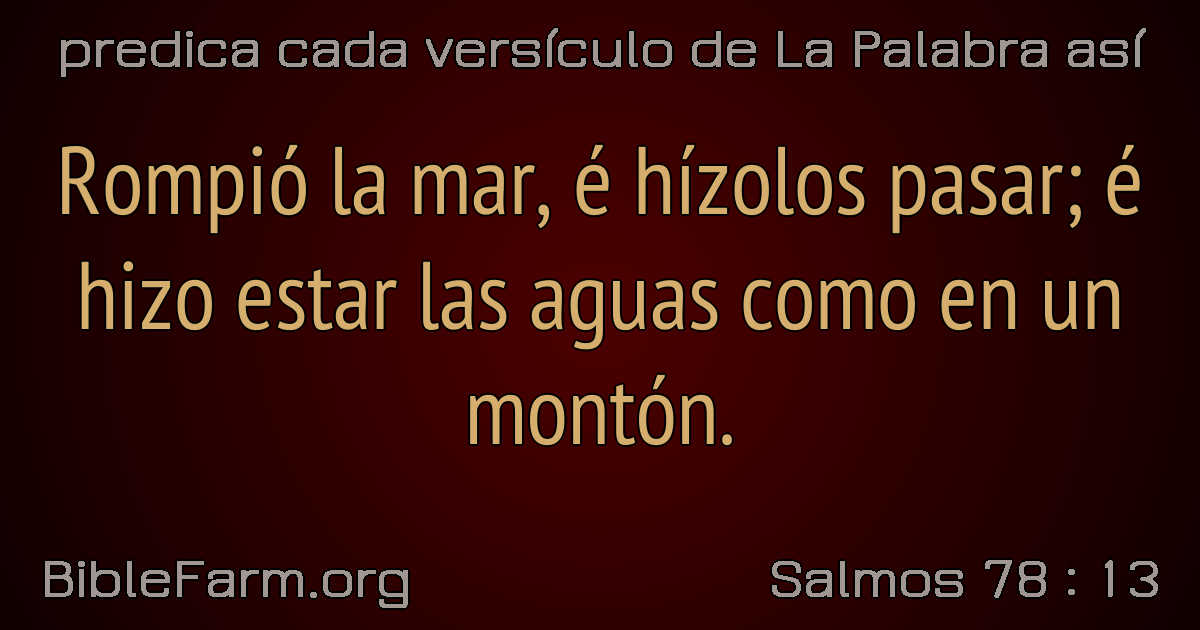 predica cada versículo de La Palabra así
Rompió la mar, é hízolos pasar; é
hizo estar las aguas como en un
montón.
BibleFarm.org
Salmos 78 : 13